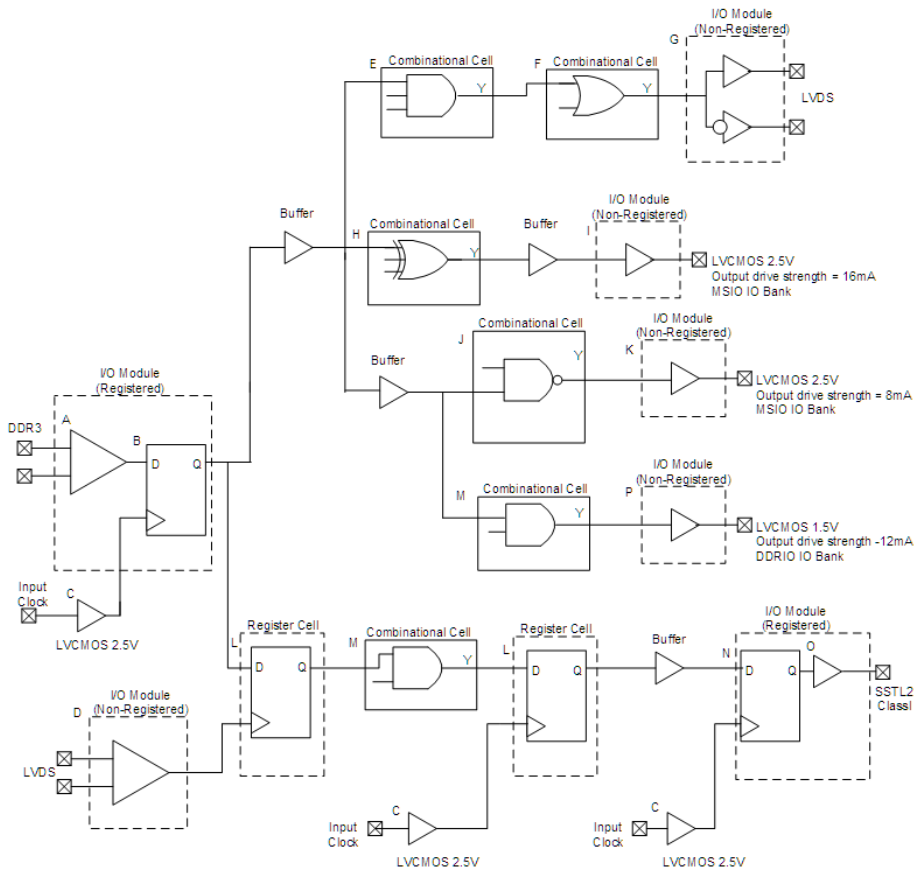 I/O Module
(Non-Registered)
G
Combinational Cell
E
Y
Combinational Cell
F
Y
LVDS
Buffer
H
Combinational Cell
Y
Buffer
I/O Module
(Non-Registered)
I
LVCMOS 2.5V
Output drive strength = 16mA
MSIO IO Bank
Buffer
Combinational Cell
J
Y
I/O Module
(Non-Registered)
K
LVCMOS 2.5V
Output drive strength = 8mA
MSIO IO Bank
I/O Module
(Registered)
DDR3
A
B
D
Q
Input
Clock
C
LVCMOS 2.5V
Combinational Cell
M
Y
I/O Module
(Non-Registered)
P
LVCMOS 1.5V
Output drive strength -12mA
DDRIO IO Bank
Register Cell
L
D
Q
Combinational Cell
M
Y
Register Cell
L
D
Q
Buffer
I/O Module
(Registered)
N
D
Q
O
SSTL2
ClassI
I/O Module
(Non-Registered)
D
LVDS
Input
Clock
C
LVCMOS 2.5V
Input
Clock
C
LVCMOS 2.5V